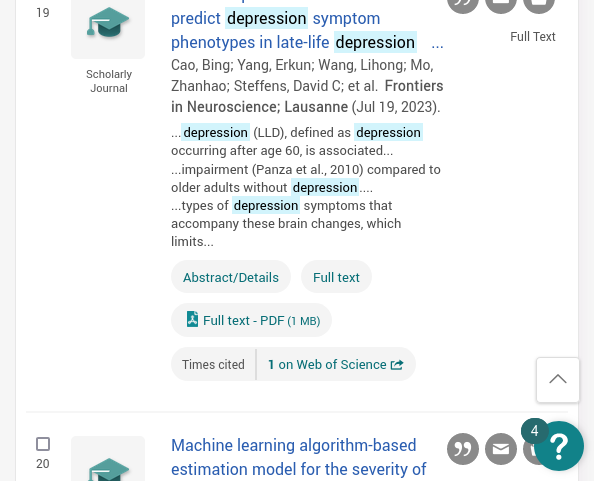 19
predict depression symptom
phenotypes in late-life depression ...
Full Text
Scholarly
Journal
Cao, Bing; Yang, Erkun; Wang, Lihong; Mo,
Zhanhao; Steffens, David C; et al. Frontiers
in Neuroscience; Lausanne (Jul 19, 2023).
...depression (LLD), defined as depression
occurring after age 60, is associated...
...impairment (Panza et al., 2010) compared to
older adults without depression....
...types of depression symptoms that
accompany these brain changes, which
limits...
Abstract/Details
Full text
Full text - PDF (1 MB)
Times cited
1 on Web of Science
4
?
20
Machine learning algorithm-based
estimation model for the severity of